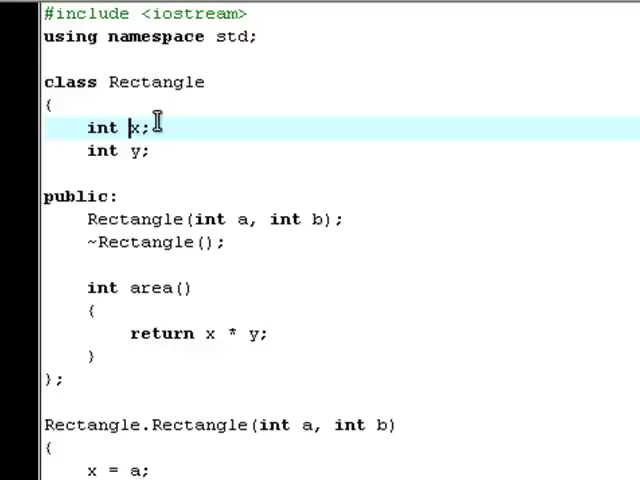 #include <iostream>
using namespace std;
class Rectangle
{
int x;
int y;
public:
Rectangle(int a, int b);
~Rectangle();
int area()
{
return x * y;
}
};
Rectangle.Rectangle(int a, int b)
{
x = a;